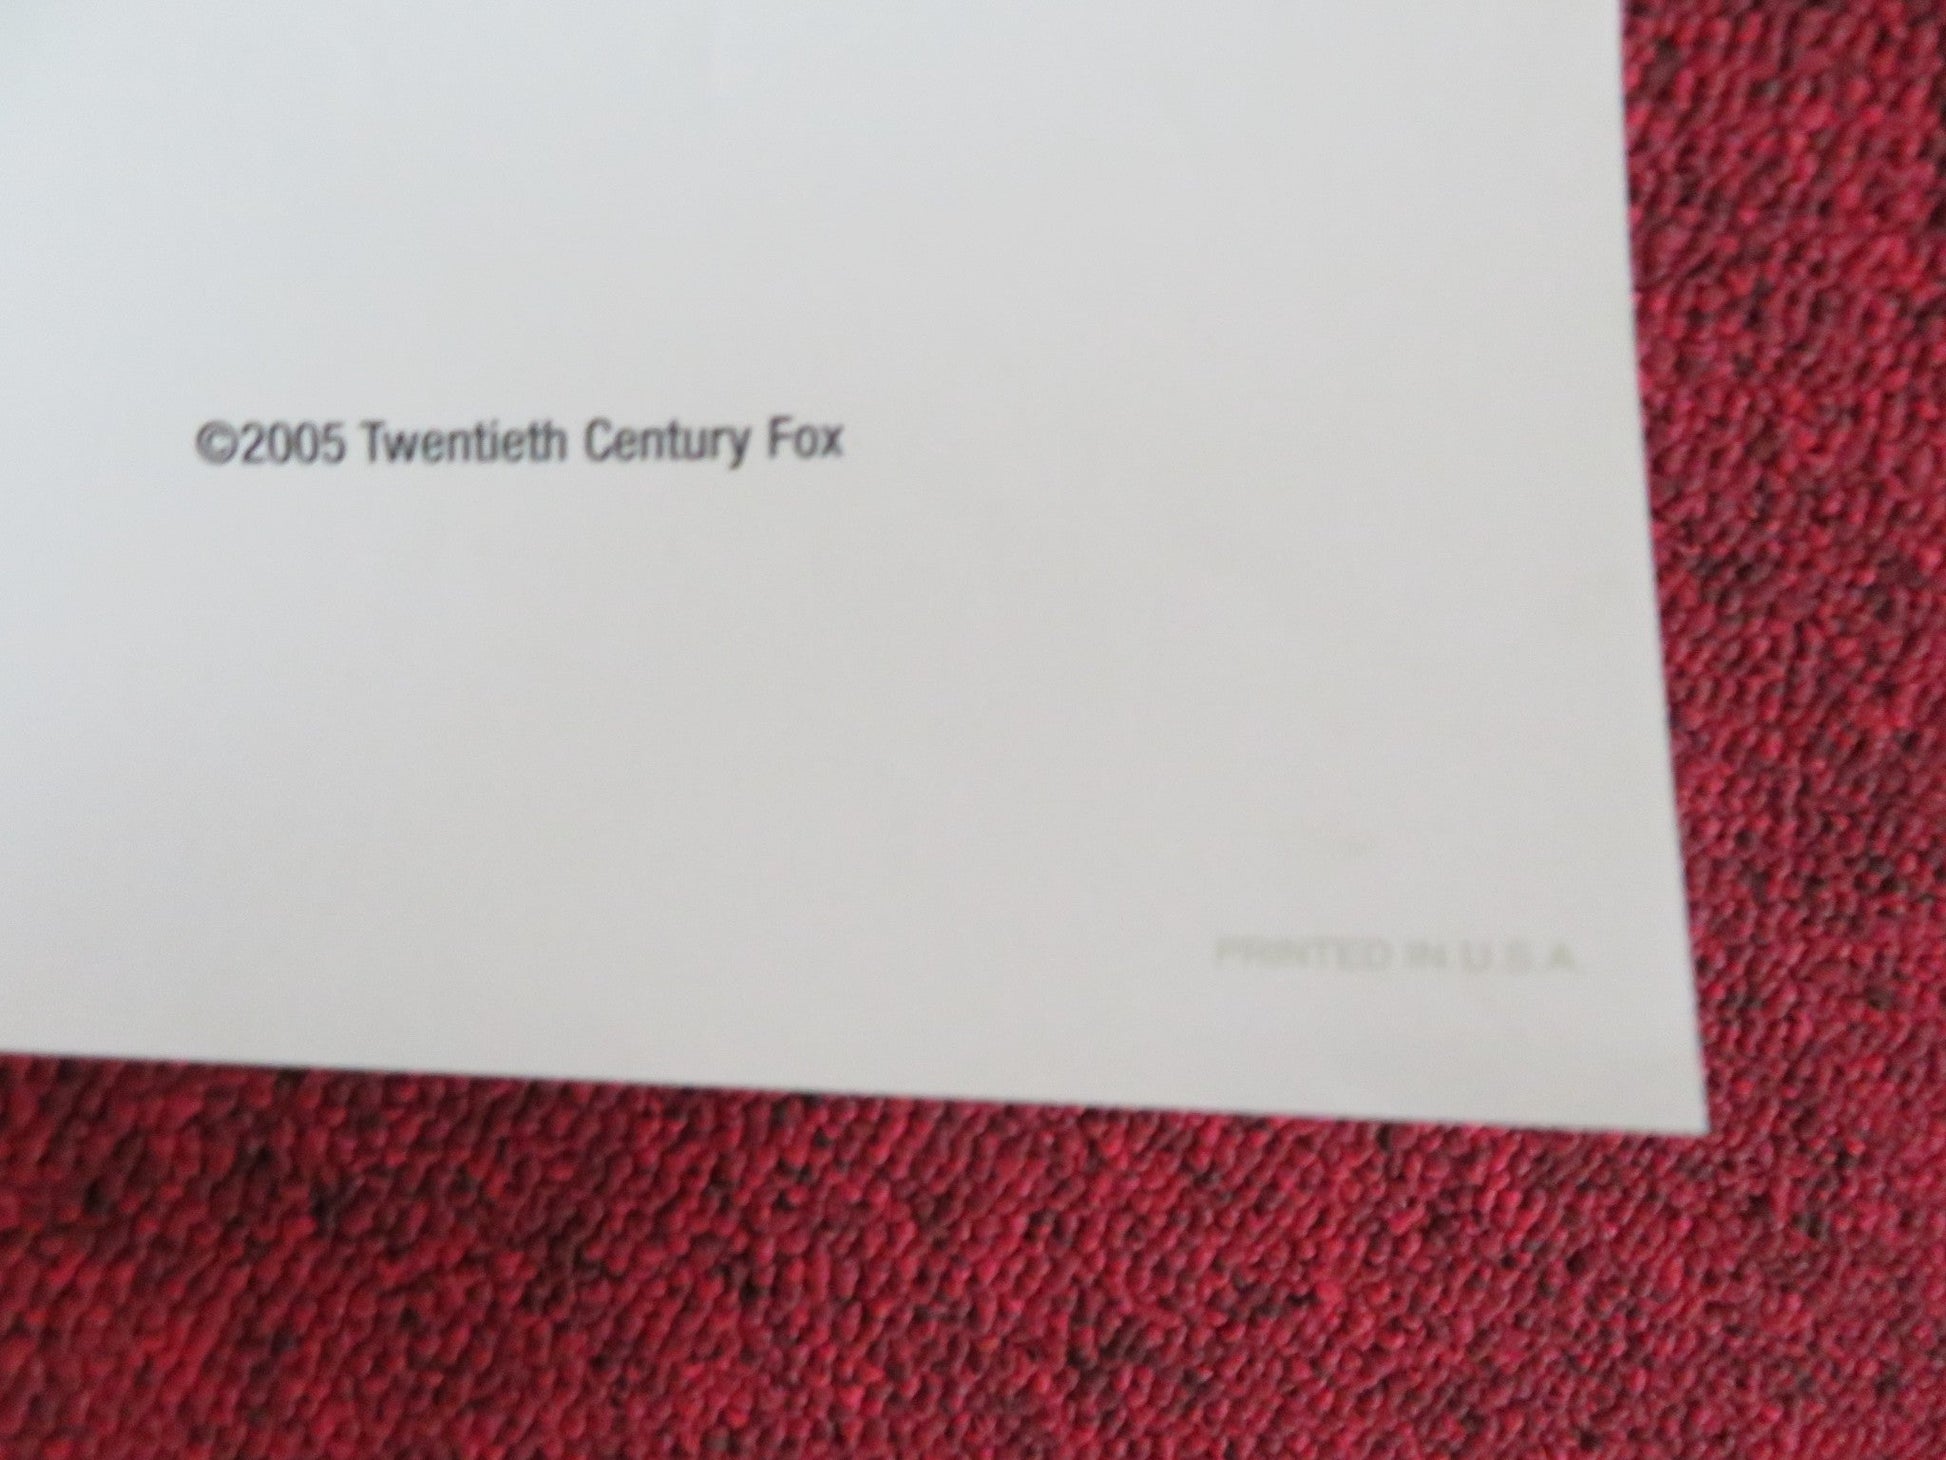 ©2005 Twentieth Century Fox
PRINTED IN U.S.A.